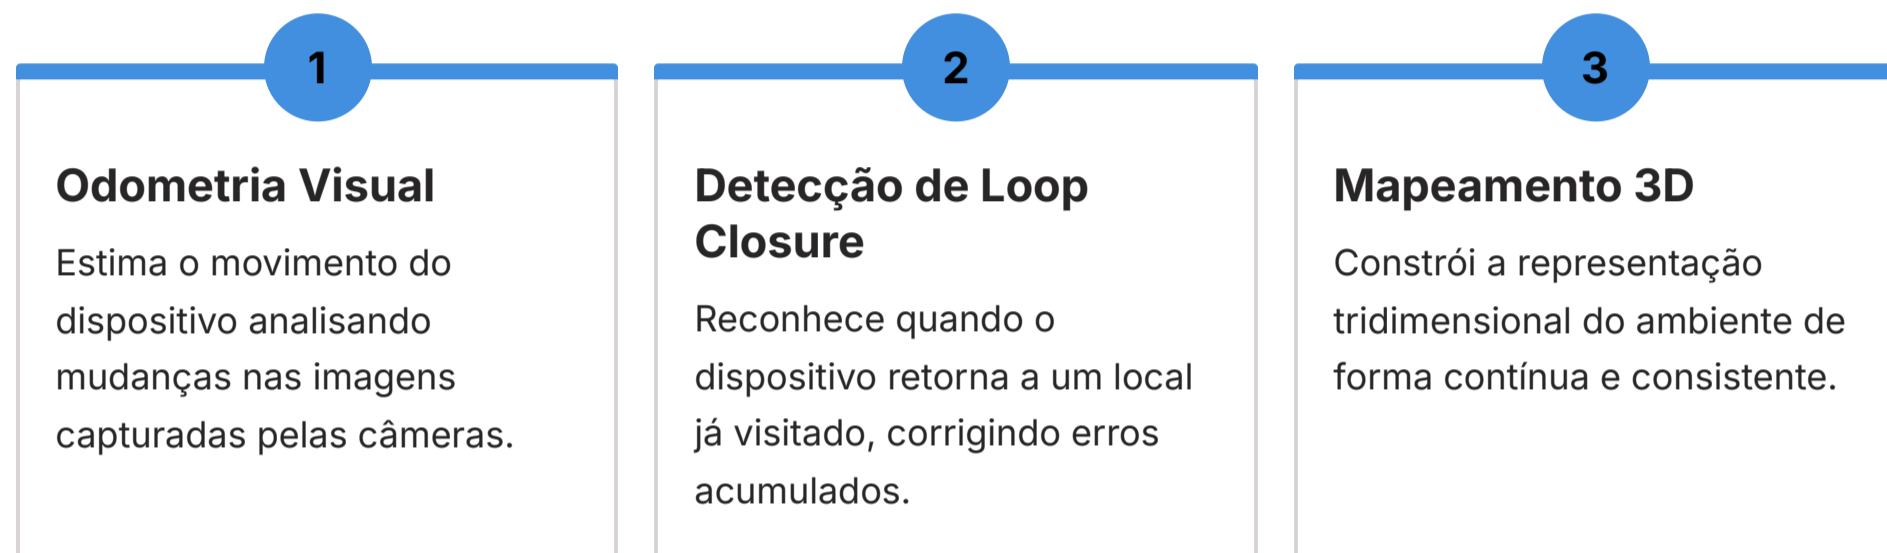 1
Odometria Visual
Estima o movimento do
dispositivo analisando
mudanças nas imagens
capturadas pelas câmeras.
2
Detecção de Loop
Closure
Reconhece quando o
dispositivo retorna a um local
já visitado, corrigindo erros
acumulados.
3
Mapeamento 3D
Constrói a representação
tridimensional do ambiente de
forma contínua e consistente.